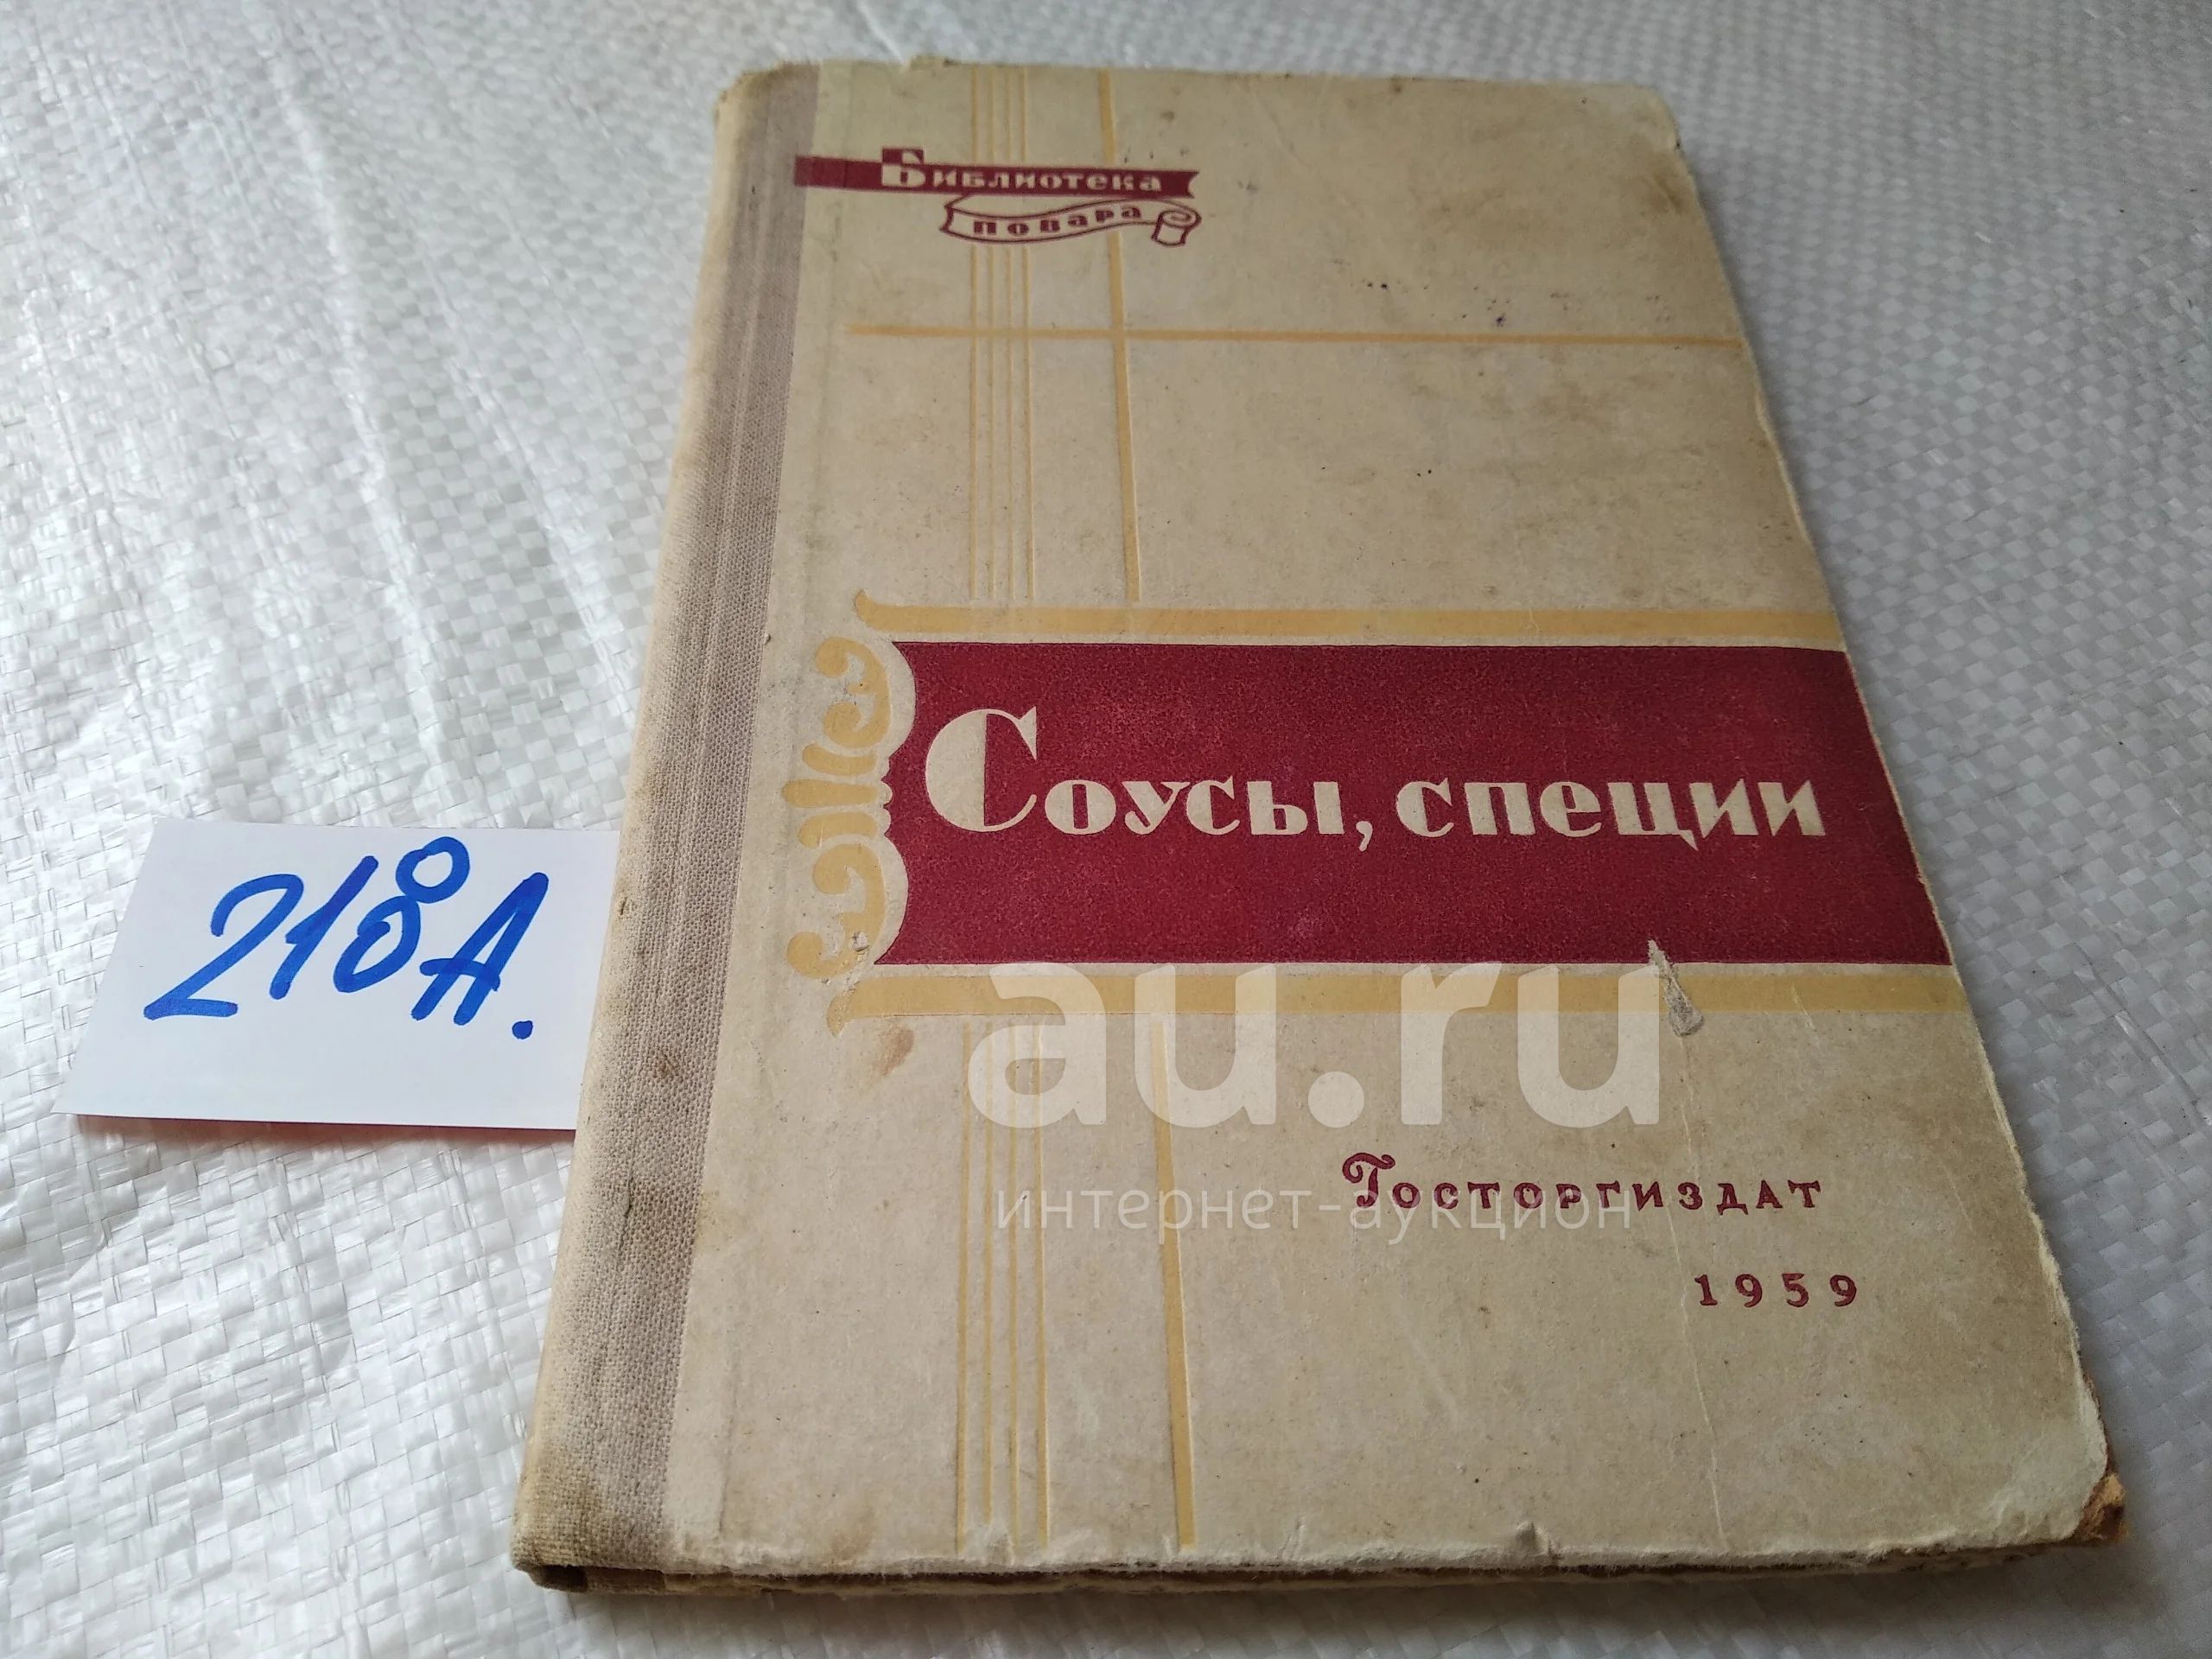 Библиотека
повара
Соусы, специи
218А.
au.ru
интернет-аукцион
Госторгиздат
1959